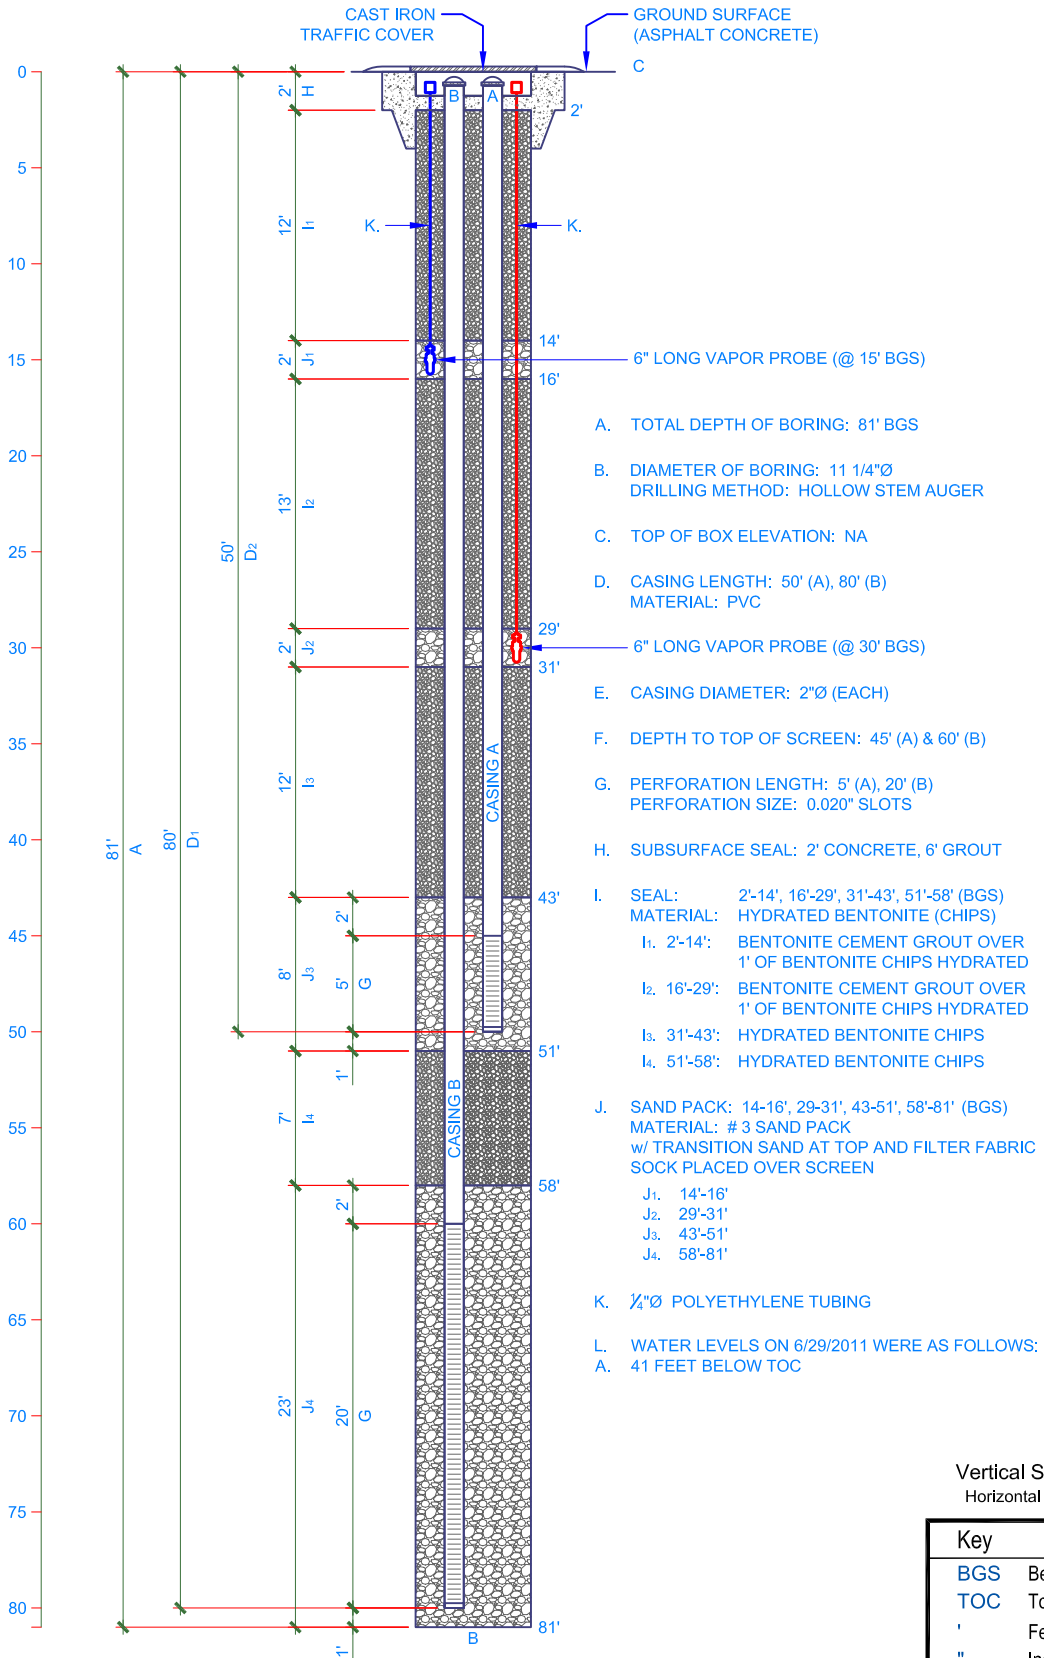 CAST IRON
TRAFFIC COVER
GROUND SURFACE
(ASPHALT CONCRETE)
C
0
5
10
15
20
25
30
35
40
45
50
55
60
65
70
75
80
81'
A
80'
D1
50'
D2
2'
H
12'
I1
2'
J1
13'
I2
2'
J2
12'
I3
8'
J3
7'
I4
23'
J4
2'
5'
G
1'
2'
20'
G
1'
B
A
K.
K.
CASING A
CASING B
B
2'
14'
16'
29'
31'
43'
51'
58'
81'
6" LONG VAPOR PROBE (@ 15' BGS)
A. TOTAL DEPTH OF BORING: 81' BGS
B. DIAMETER OF BORING: 11 1/4"Ø
DRILLING METHOD: HOLLOW STEM AUGER
C. TOP OF BOX ELEVATION: NA
D. CASING LENGTH: 50' (A), 80' (B)
MATERIAL: PVC
6" LONG VAPOR PROBE (@ 30' BGS)
E. CASING DIAMETER: 2"Ø (EACH)
F. DEPTH TO TOP OF SCREEN: 45' (A) & 60' (B)
G. PERFORATION LENGTH: 5' (A), 20' (B)
PERFORATION SIZE: 0.020" SLOTS
H. SUBSURFACE SEAL: 2' CONCRETE, 6' GROUT
I. SEAL: 2'-14', 16'-29', 31'-43', 51'-58' (BGS)
MATERIAL: HYDRATED BENTONITE (CHIPS)
I1. 2'-14': BENTONITE CEMENT GROUT OVER
1' OF BENTONITE CHIPS HYDRATED
I2. 16'-29': BENTONITE CEMENT GROUT OVER
1' OF BENTONITE CHIPS HYDRATED
I3. 31'-43': HYDRATED BENTONITE CHIPS
I4. 51'-58': HYDRATED BENTONITE CHIPS
J. SAND PACK: 14-16', 29-31', 43-51', 58'-81' (BGS)
MATERIAL: # 3 SAND PACK
w/ TRANSITION SAND AT TOP AND FILTER FABRIC
SOCK PLACED OVER SCREEN
J1. 14'-16'
J2. 29'-31'
J3. 43'-51'
J4. 58'-81'
K. ¼"Ø POLYETHYLENE TUBING
L. WATER LEVELS ON 6/29/2011 WERE AS FOLLOWS:
A. 41 FEET BELOW TOC
Vertical S
Horizontal
Key
BGS Be
TOC To
' Fe
"